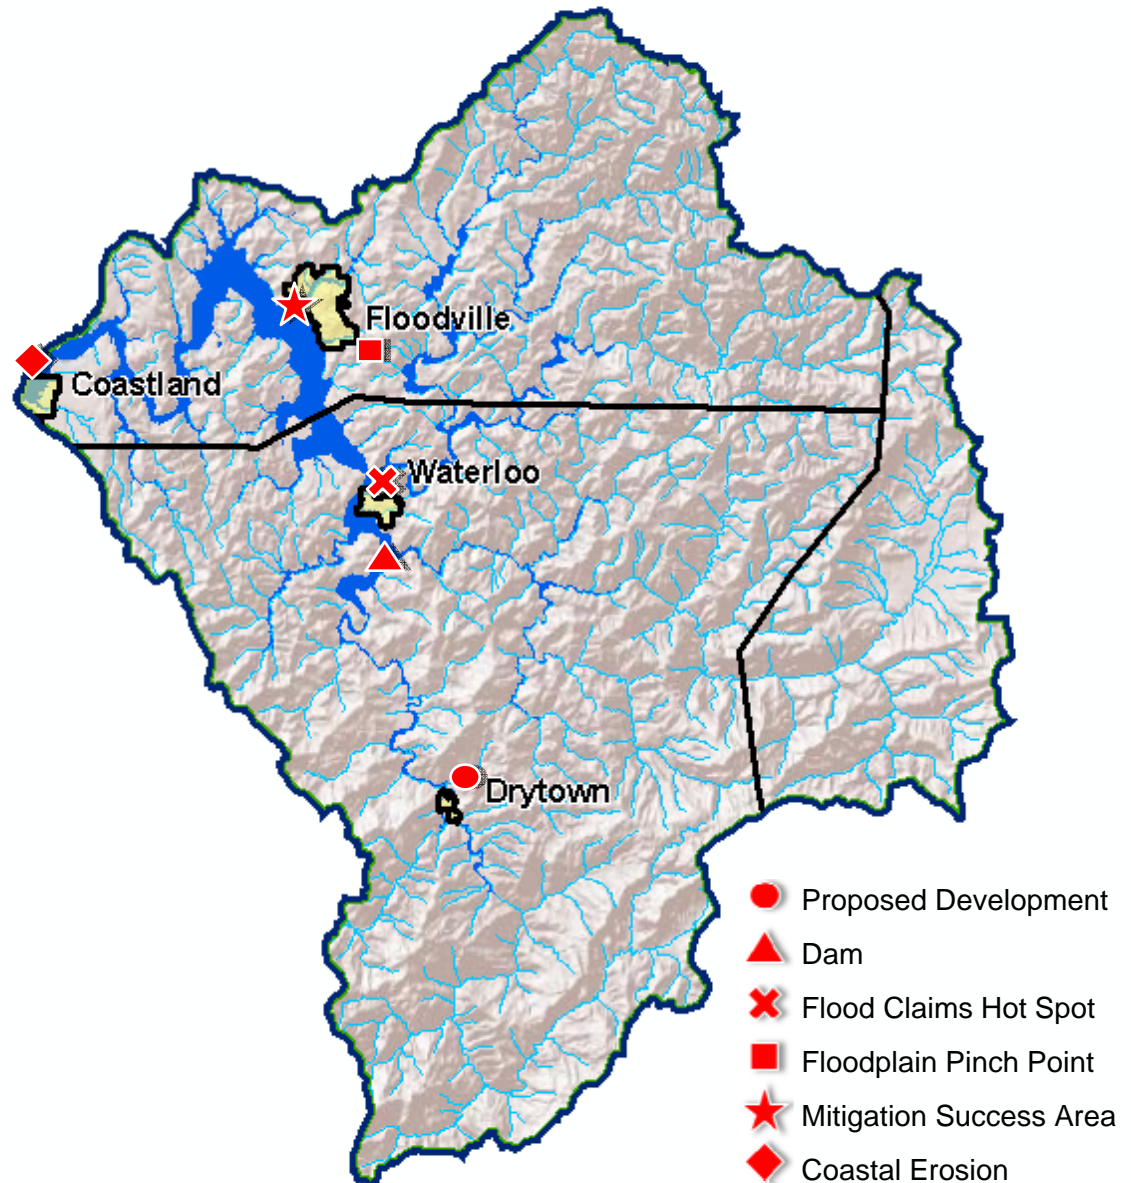 Floodville
Coastland
Waterloo
Drytown
Proposed Development
Dam
Flood Claims Hot Spot
Floodplain Pinch Point
Mitigation Success Area
Coastal Erosion